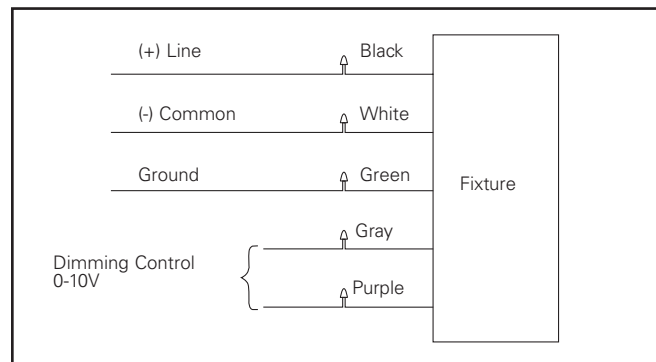 (+) Line Black
(-) Common White
Ground Green
Fixture
Gray
Dimming Control
0-10V
Purple